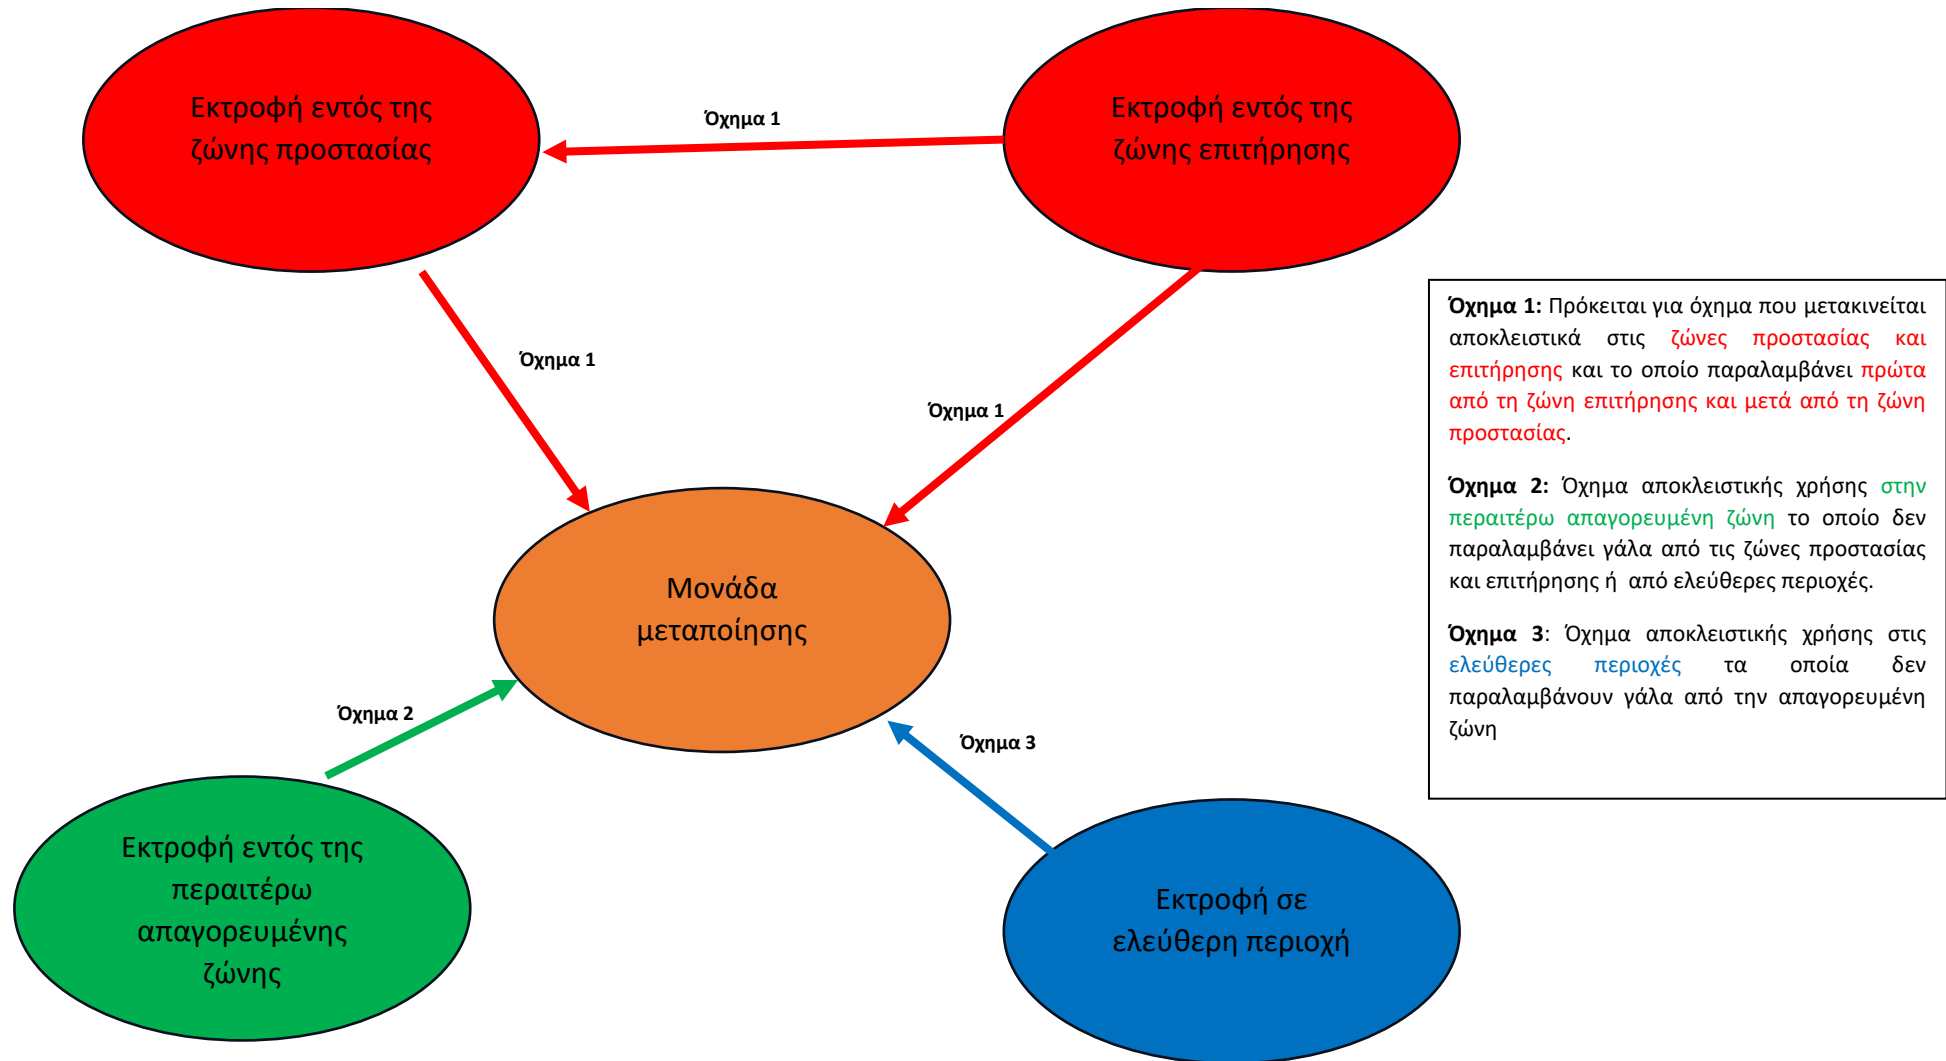 Εκτροφή εντός της
ζώνης προστασίας
Όχημα 1
Εκτροφή εντός της
ζώνης επιτήρησης
Όχημα 1
Όχημα 1
Όχημα 1: Πρόκειται για όχημα που μετακινείται
αποκλειστικά στις ζώνες προστασίας και
επιτήρησης και το οποίο παραλαμβάνει πρώτα
από τη ζώνη επιτήρησης και μετά από τη ζώνη
προστασίας.
Όχημα 2: Όχημα αποκλειστικής χρήσης στην
περαιτέρω απαγορευμένη ζώνη το οποίο δεν
παραλαμβάνει γάλα από τις ζώνες προστασίας
και επιτήρησης ή από ελεύθερες περιοχές.
Όχημα 3: Όχημα αποκλειστικής χρήσης στις
ελεύθερες περιοχές τα οποία δεν
παραλαμβάνουν γάλα από την απαγορευμένη
ζώνη
Μονάδα
μεταποίησης
Όχημα 2
Όχημα 3
Εκτροφή εντός της
περαιτέρω
απαγορευμένης
ζώνης
Εκτροφή σε
ελεύθερη περιοχή